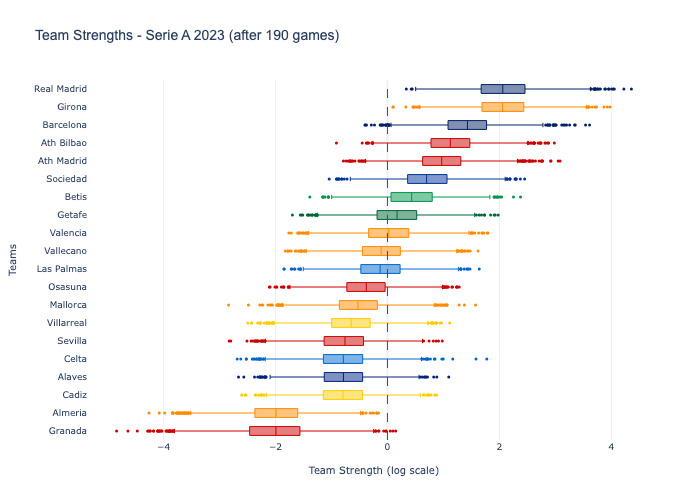 Team Strengths - Serie A 2023 (after 190 games)
Real Madrid
Girona
Barcelona
Ath Bilbao
Ath Madrid
Sociedad
Betis
Getafe
Valencia
Vallecano
Las Palmas
Osasuna
Mallorca
Villarreal
Sevilla
Celta
Alaves
Cadiz
Almeria
Granada
Teams
−4 −2 0 2 4
Team Strength (log scale)